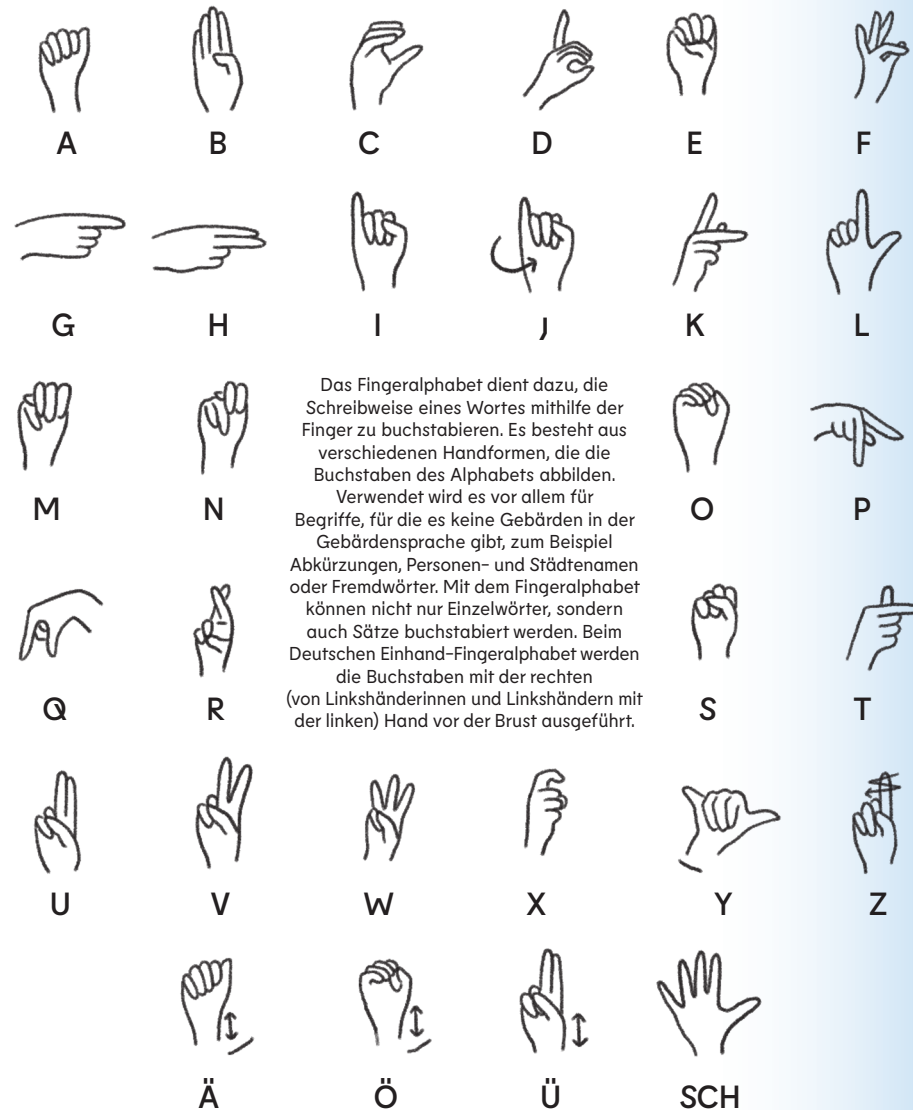 A B C D E F
G H I J K L
Das Fingeralphabet dient dazu, die
Schreibweise eines Wortes mithilfe der
Finger zu buchstabieren. Es besteht aus
verschiedenen Handformen, die die
Buchstaben des Alphabets abbilden.
Verwendet wird es vor allem für
Begriffe, für die es keine Gebärden in der
Gebärdensprache gibt, zum Beispiel
Abkürzungen, Personen- und Städtenamen
oder Fremdwörter. Mit dem Fingeralphabet
können nicht nur Einzelwörter, sondern
auch Sätze buchstabiert werden. Beim
Deutschen Einhand-Fingeralphabet werden
die Buchstaben mit der rechten
(von Linkshänderinnen und Linkshändern mit
der linken) Hand vor der Brust ausgeführt.
M N O P
Q R S T
U V W X Y Z
Ä Ö Ü SCH